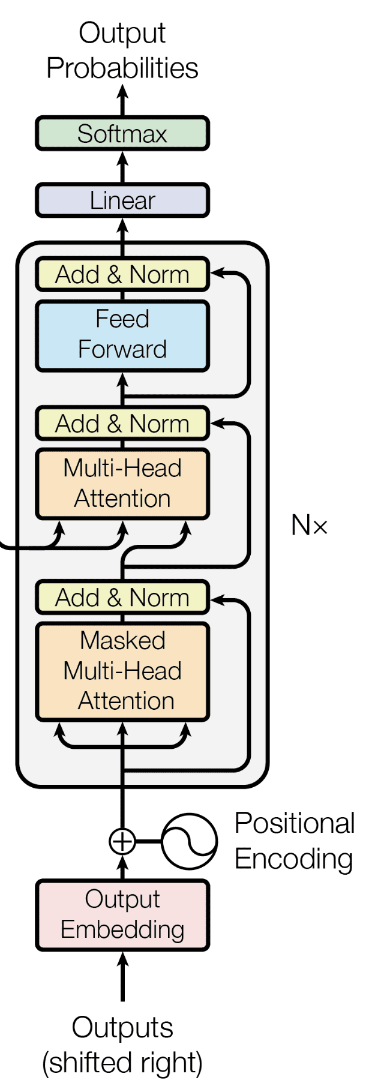 Output
Probabilities
Softmax
Linear
Add & Norm
Feed
Forward
Add & Norm
Multi-Head
Attention
N×
Add & Norm
Masked
Multi-Head
Attention
Positional
Encoding
Output
Embedding
Outputs
(shifted right)